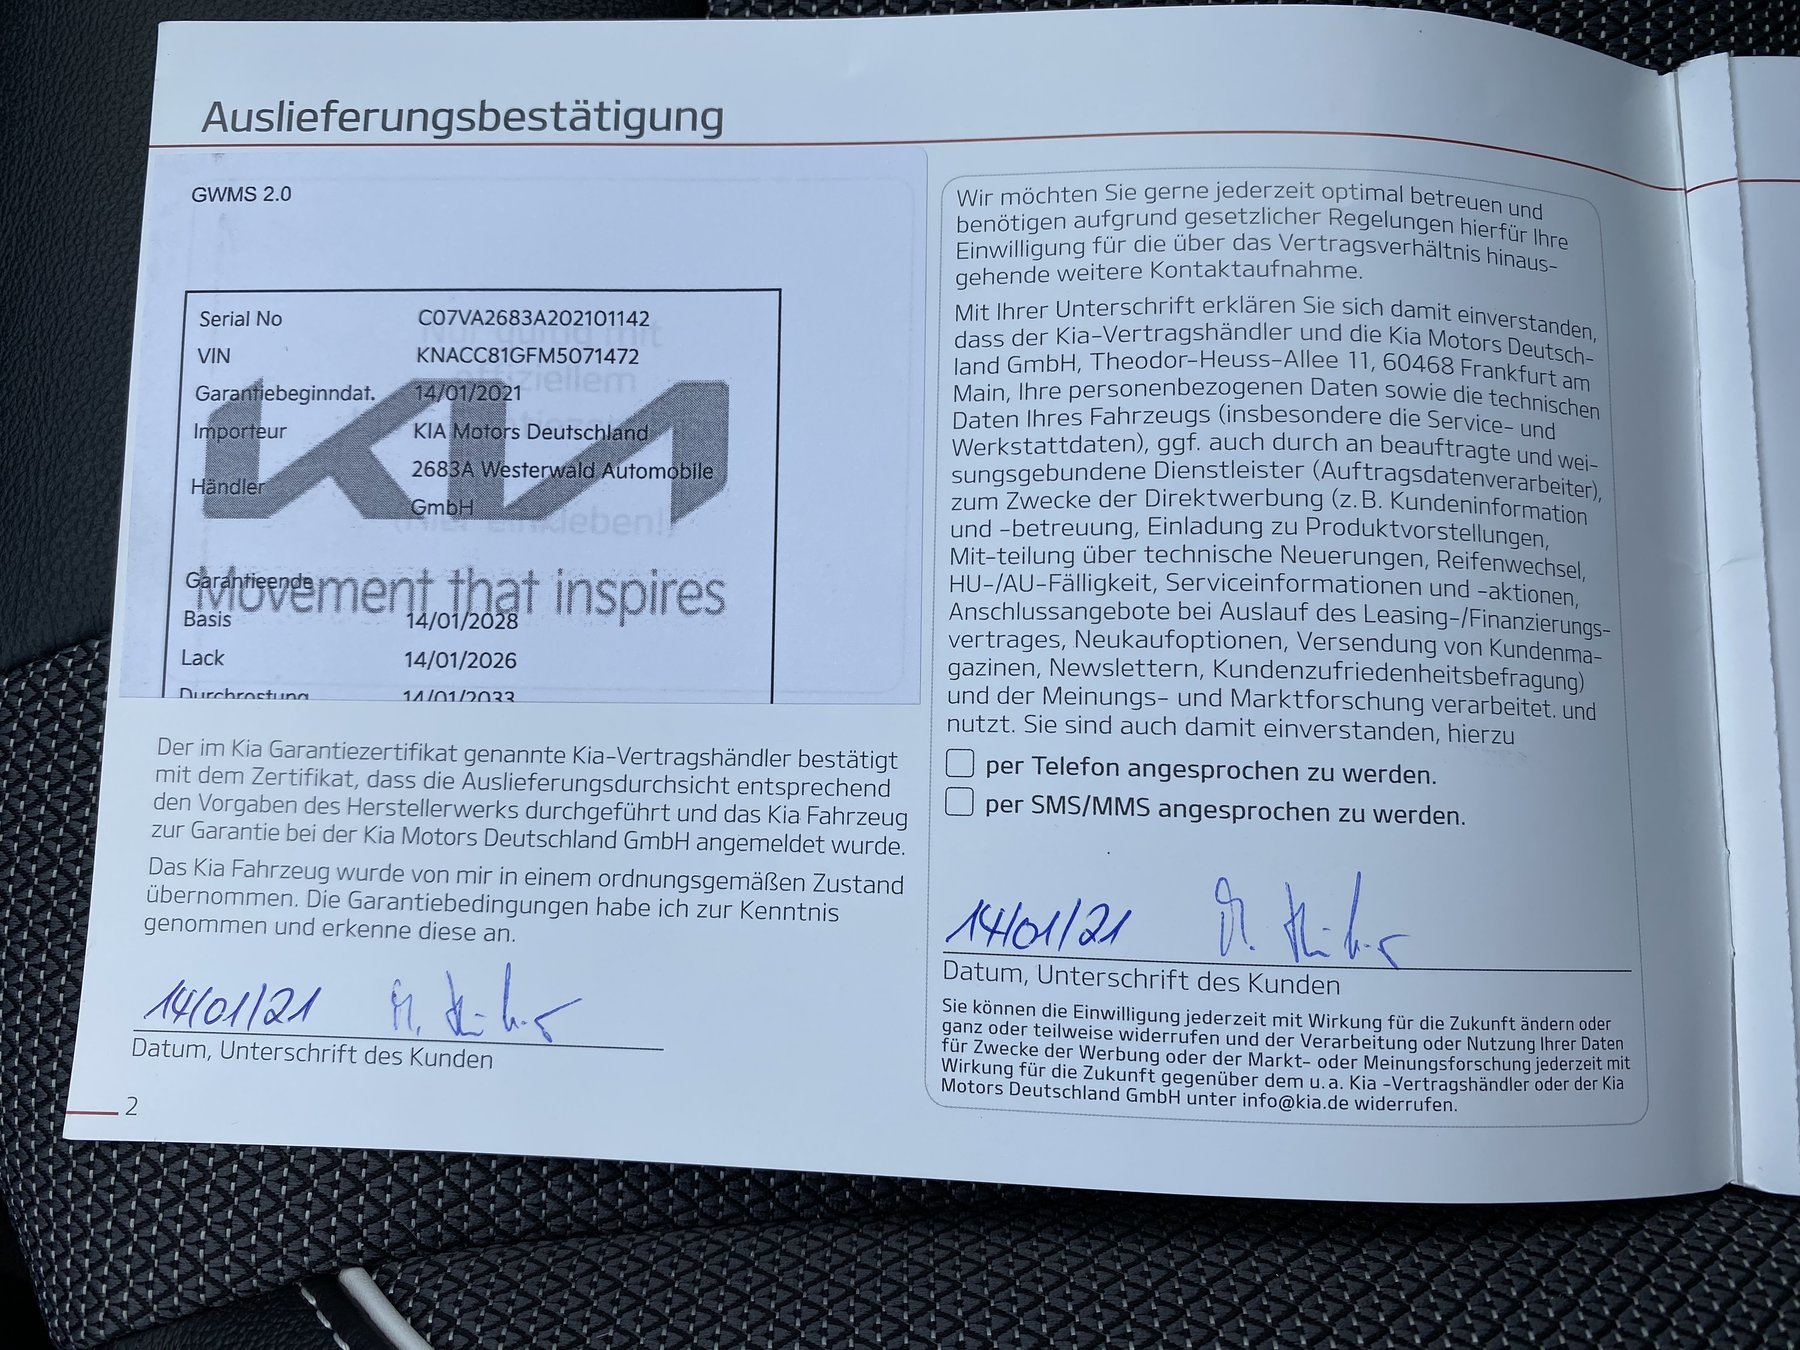 Auslieferungsbestätigung
GWMS 2.0
Serial No C07VA2683A202101142
VIN KNACC81GFM5071472
Garantiebeginndat. 14/01/2021
Importeur KIA Motors Deutschland
Händler 2683A Westerwald Automobile
GmbH
KIA
Garantieende
Movement that inspires
Basis 14/01/2028
Lack 14/01/2026
Durchrostung 14/01/2033
Der im Kia Garantiezertifikat genannte Kia-Vertragshändler bestätigt
mit dem Zertifikat, dass die Auslieferungsdurchsicht entsprechend
den Vorgaben des Herstellerwerks durchgeführt und das Kia Fahrzeug
zur Garantie bei der Kia Motors Deutschland GmbH angemeldet wurde.
Das Kia Fahrzeug wurde von mir in einem ordnungsgemäßen Zustand
übernommen. Die Garantiebedingungen habe ich zur Kenntnis
genommen und erkenne diese an.
14/01/21
Datum, Unterschrift des Kunden
2
Wir möchten Sie gerne jederzeit optimal betreuen und
benötigen aufgrund gesetzlicher Regelungen hierfür Ihre
Einwilligung für die über das Vertragsverhältnis hinaus-
gehende weitere Kontaktaufnahme.
Mit Ihrer Unterschrift erklären Sie sich damit einverstanden,
dass der Kia-Vertragshändler und die Kia Motors Deutsch-
land GmbH, Theodor-Heuss-Allee 11, 60468 Frankfurt am
Main, Ihre personenbezogenen Daten sowie die technischen
Daten Ihres Fahrzeugs (insbesondere die Service- und
Werkstattdaten), ggf. auch durch an beauftragte und wei-
sungsgebundene Dienstleister (Auftragsdatenverarbeiter),
zum Zwecke der Direktwerbung (z.B. Kundeninformation
und -betreuung, Einladung zu Produktvorstellungen,
Mit-teilung über technische Neuerungen, Reifenwechsel,
HU-/AU-Fälligkeit, Serviceinformationen und -aktionen,
Anschlussangebote bei Auslauf des Leasing-/Finanzierungs-
vertrages, Neukaufoptionen, Versendung von Kundenma-
gazinen, Newslettern, Kundenzufriedenheitsbefragung)
und der Meinungs- und Marktforschung verarbeitet. und
nutzt. Sie sind auch damit einverstanden, hierzu
per Telefon angesprochen zu werden.
per SMS/MMS angesprochen zu werden.
14/01/21
Datum, Unterschrift des Kunden
Sie können die Einwilligung jederzeit mit Wirkung für die Zukunft ändern oder
ganz oder teilweise widerrufen und der Verarbeitung oder Nutzung Ihrer Daten
für Zwecke der Werbung oder der Markt- oder Meinungsforschung jederzeit mit
Wirkung für die Zukunft gegenüber dem u.a. Kia -Vertragshändler oder der Kia
Motors Deutschland GmbH unter info@kia.de widerrufen.